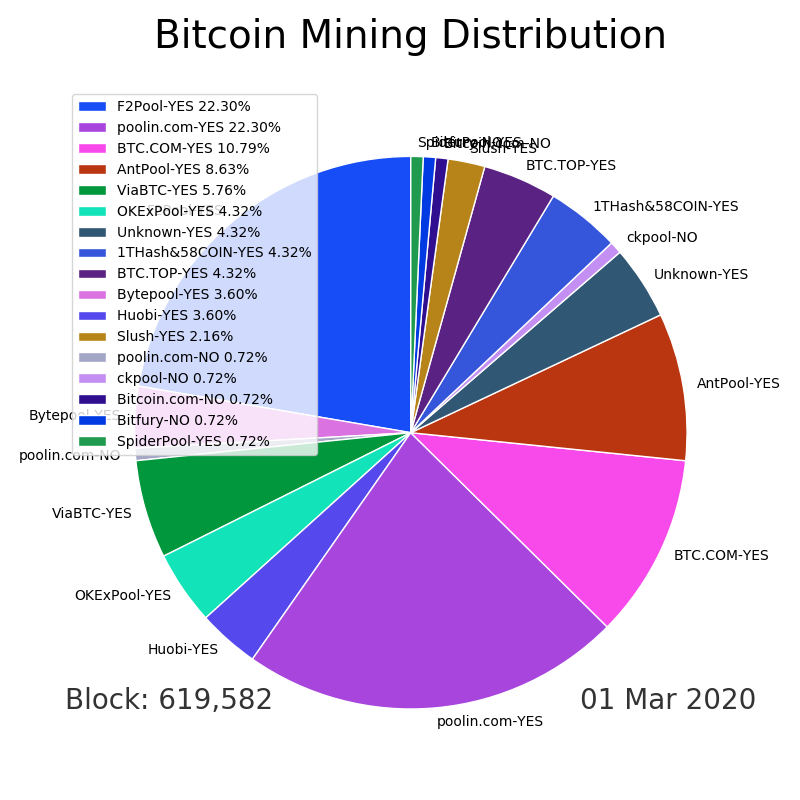 Bitcoin Mining Distribution
F2Pool-YES 22.30%
poolin.com-YES 22.30%
BTC.COM-YES 10.79%
AntPool-YES 8.63%
ViaBTC-YES 5.76%
OKExPool-YES 4.32%
Unknown-YES 4.32%
1THash&58COIN-YES 4.32%
BTC.TOP-YES 4.32%
Bytepool-YES 3.60%
Huobi-YES 3.60%
Slush-YES 2.16%
poolin.com-NO 0.72%
ckpool-NO 0.72%
Bitcoin.com-NO 0.72%
Bitfury-NO 0.72%
SpiderPool-YES 0.72%
Slush-YES
BTC.TOP-YES
1THash&58COIN-YES
ckpool-NO
Unknown-YES
AntPool-YES
BTC.COM-YES
poolin.com-YES
Huobi-YES
OKExPool-YES
ViaBTC-YES
poolin.com-NO
Bytepool-YES
Block: 619,582
01 Mar 2020